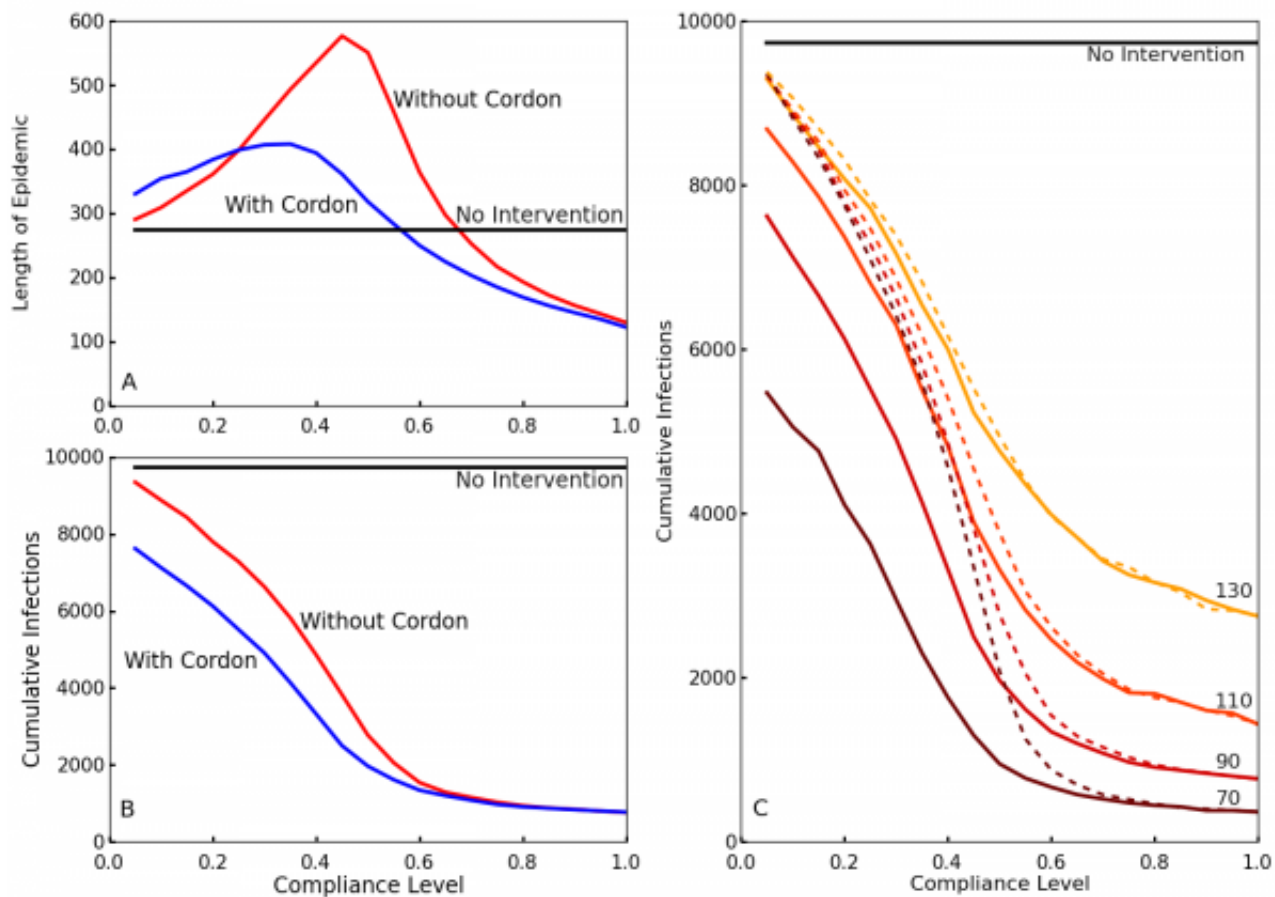 600
500
400
300
200
100
0
Length of Epidemic
Without Cordon
With Cordon
No Intervention
A
0.0 0.2 0.4 0.6 0.8 1.0
10000
8000
6000
4000
2000
0
Cumulative Infections
No Intervention
Without Cordon
With Cordon
B
0.0 0.2 0.4 0.6 0.8 1.0
Compliance Level
10000
8000
6000
4000
2000
0
Cumulative Infections
No Intervention
130
110
90
70
C
0.0 0.2 0.4 0.6 0.8 1.0
Compliance Level